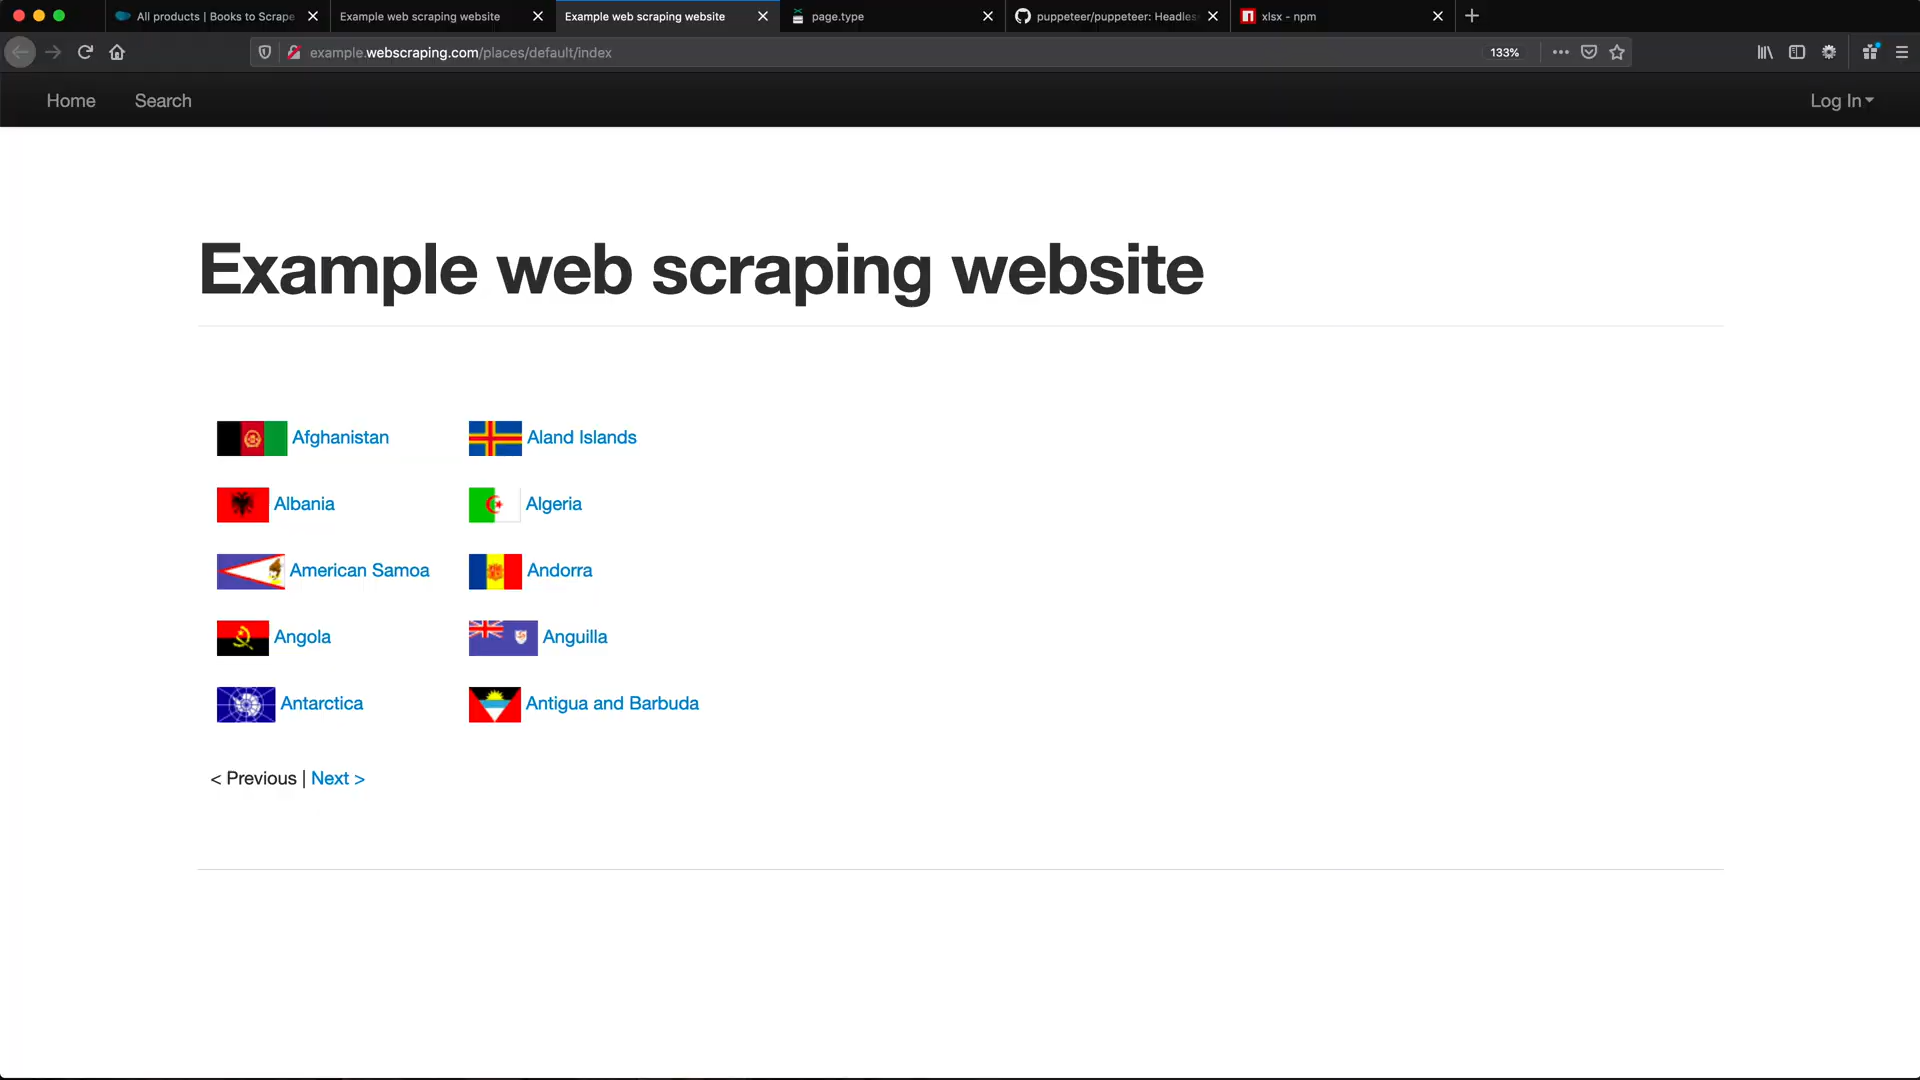 All products | Books to Scrape
Example web scraping website
Example web scraping website
page.type
puppeteer/puppeteer: Headles
xlsx - npm
example.webscraping.com/places/default/index
133%
Home
Search
Log In
Example web scraping website
Afghanistan
Aland Islands
Albania
Algeria
American Samoa
Andorra
Angola
Anguilla
Antarctica
Antigua and Barbuda
< Previous | Next >